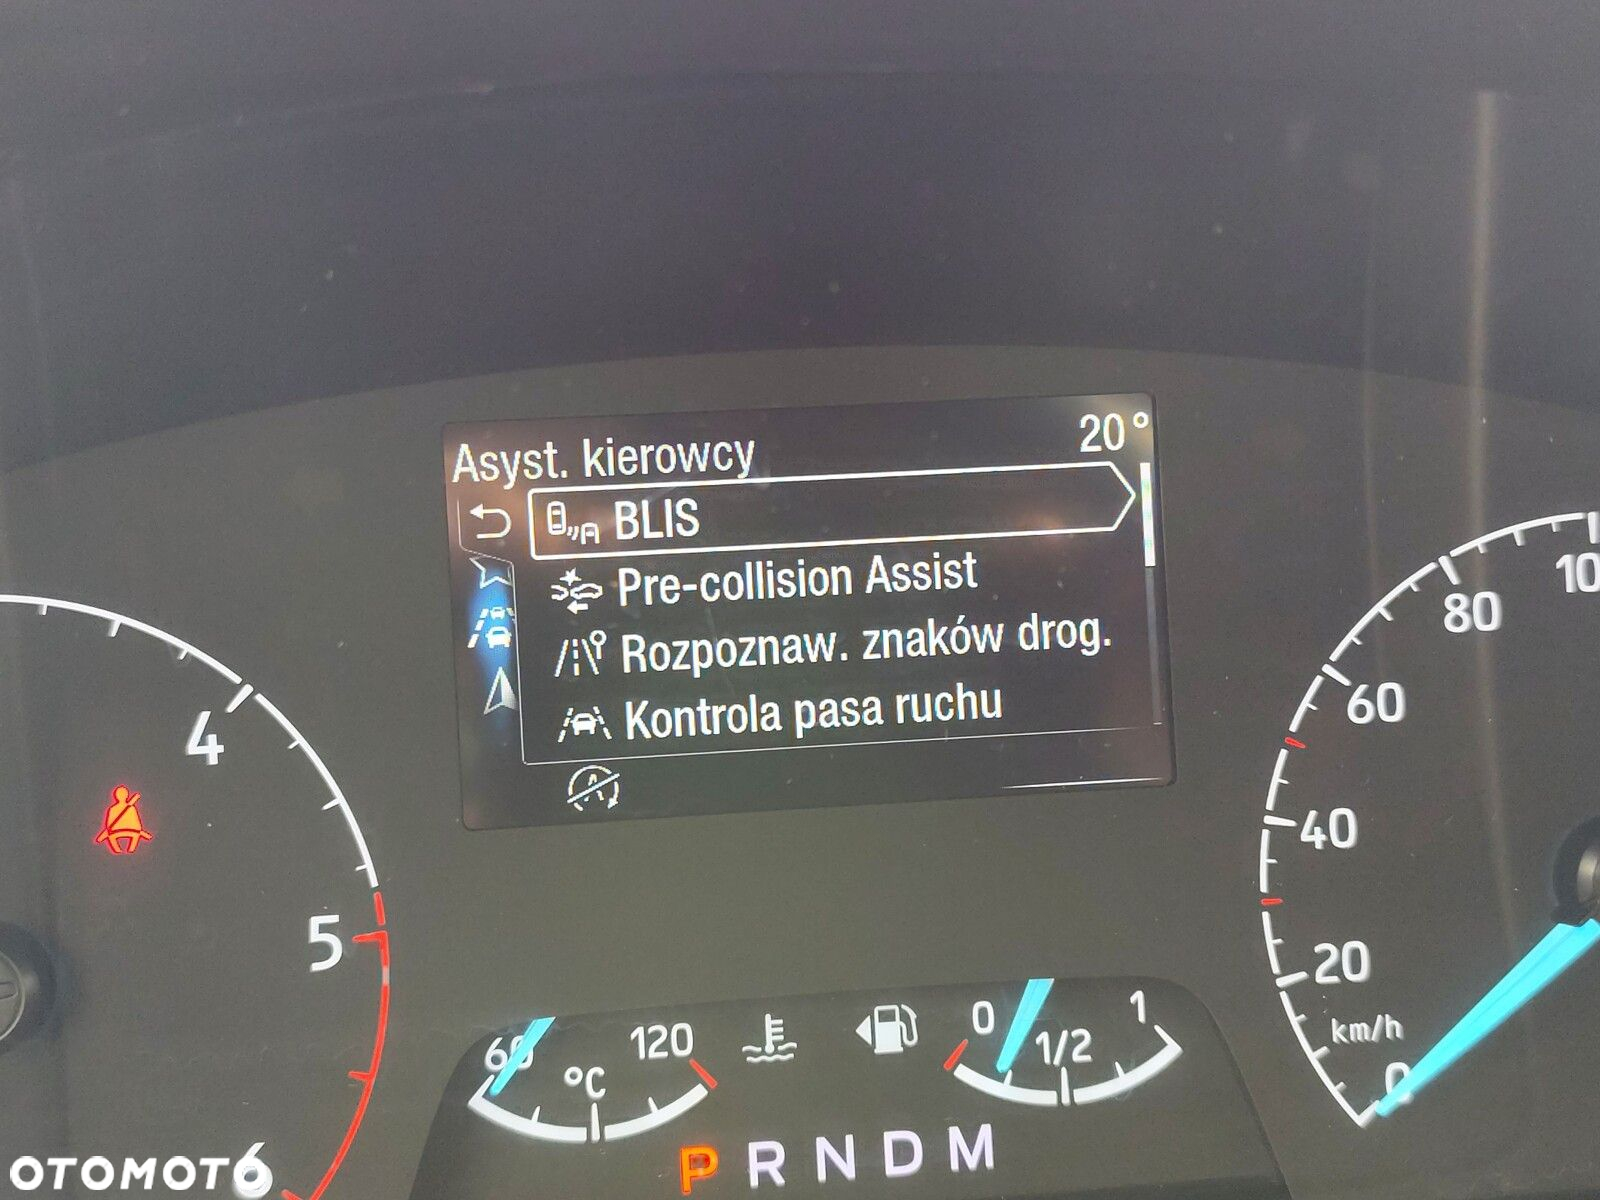 Asyst. kierowcy 20°
BLIS
Pre-collision Assist
Rozpoznaw. znaków drog.
Kontrola pasa ruchu
4
5
6
60 120
°C
0 1/2 1
P R N D M
10
80
60
40
20
km/h
0
OTOMOTO